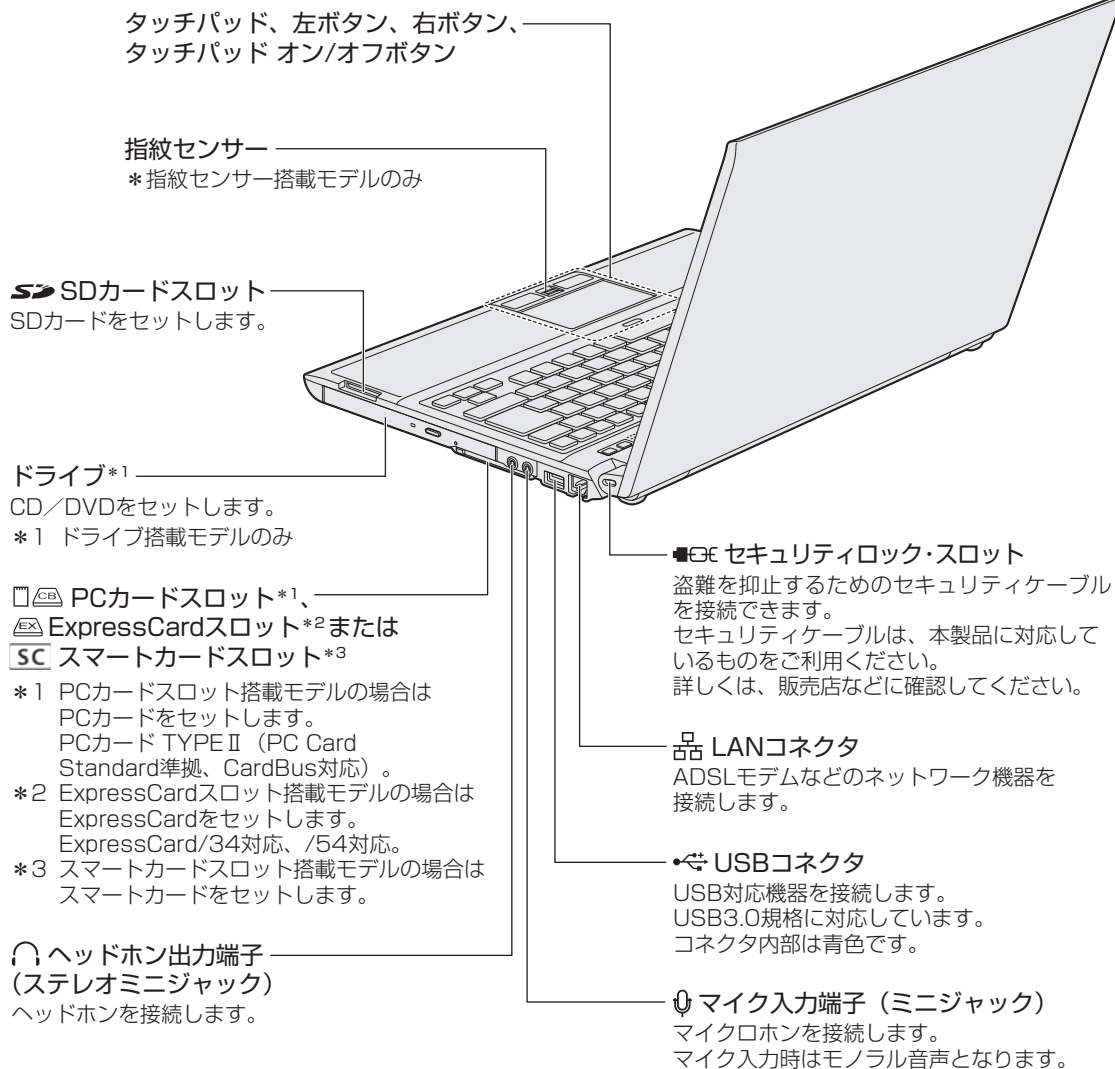 タッチパッド、左ボタン、右ボタン、
タッチパッド オン/オフボタン
指紋センサー
＊指紋センサー搭載モデルのみ
SD SDカードスロット
SDカードをセットします。
ドライブ＊1
CD／DVDをセットします。
＊1 ドライブ搭載モデルのみ
CB PCカードスロット＊1、
EX ExpressCardスロット＊2または
SC スマートカードスロット＊3
＊1 PCカードスロット搭載モデルの場合は
PCカードをセットします。
PCカード TYPEⅡ（PC Card
Standard準拠、CardBus対応）。
＊2 ExpressCardスロット搭載モデルの場合は
ExpressCardをセットします。
ExpressCard/34対応、/54対応。
＊3 スマートカードスロット搭載モデルの場合は
スマートカードをセットします。
ヘッドホン出力端子
（ステレオミニジャック）
ヘッドホンを接続します。
セキュリティロック・スロット
盗難を抑止するためのセキュリティケーブル
を接続できます。
セキュリティケーブルは、本製品に対応して
いるものをご利用ください。
詳しくは、販売店などに確認してください。
LANコネクタ
ADSLモデムなどのネットワーク機器を
接続します。
USBコネクタ
USB対応機器を接続します。
USB3.0規格に対応しています。
コネクタ内部は青色です。
マイク入力端子（ミニジャック）
マイクロホンを接続します。
マイク入力時はモノラル音声となります。